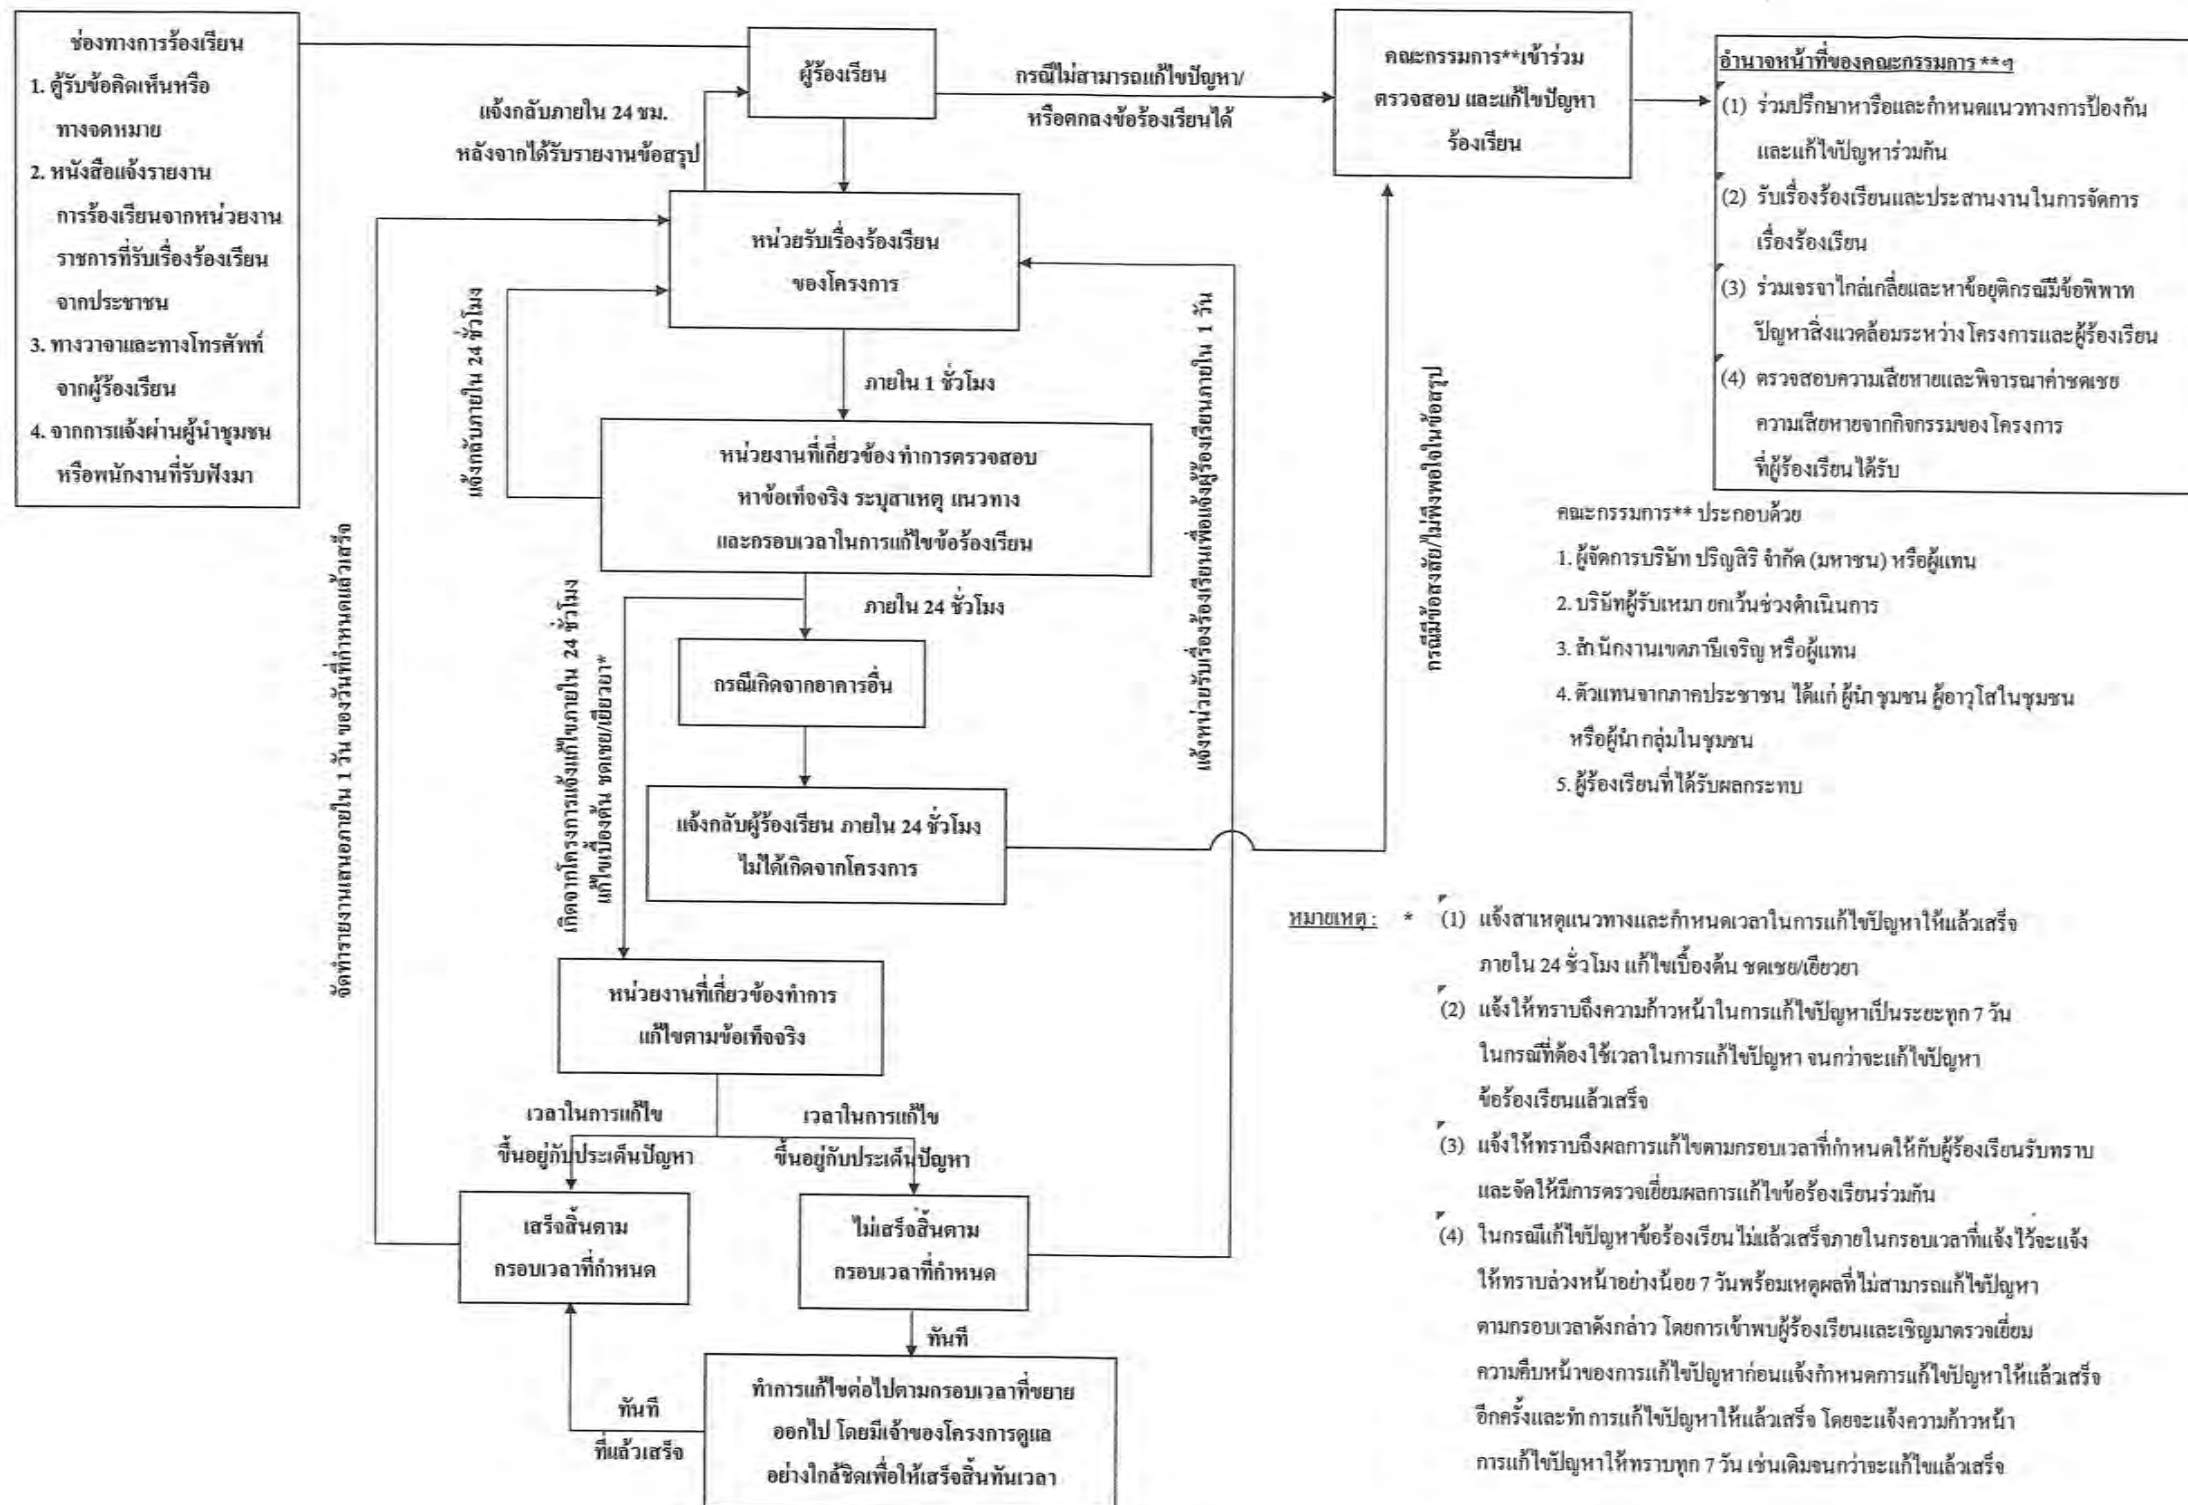 ช่องทางการร้องเรียน
1. ตู้รับข้อคิดเห็นหรือ
ทางจดหมาย
2. หนังสือแจ้งรายงาน
การร้องเรียนจากหน่วยงาน
ราชการที่รับเรื่องร้องเรียน
จากประชาชน
3. ทางวาจาและทางโทรศัพท์
จากผู้ร้องเรียน
4. จากการแจ้งผ่านผู้นำชุมชน
หรือพนักงานที่รับฟังมา
ผู้ร้องเรียน
แจ้งกลับภายใน 24 ชม.
หลังจากได้รับรายงานข้อสรุป
กรณีไม่สามารถแก้ไขปัญหา/
หรือตกลงข้อร้องเรียนได้
คณะกรรมการ**เข้าร่วม
ตรวจสอบ และแก้ไขปัญหา
ร้องเรียน
อำนาจหน้าที่ของคณะกรรมการ **ๆ
(1) ร่วมปรึกษาหารือและกำหนดแนวทางการป้องกัน
และแก้ไขปัญหาร่วมกัน
(2) รับเรื่องร้องเรียนและประสานงานในการจัดการ
เรื่องร้องเรียน
(3) ร่วมเจรจาไกล่เกลี่ยและหาข้อยุติกรณีมีข้อพิพาท
ปัญหาสิ่งแวดล้อมระหว่างโครงการและผู้ร้องเรียน
(4) ตรวจสอบความเสียหายและพิจารณาค่าชดเชย
ความเสียหายจากกิจกรรมของโครงการ
ที่ผู้ร้องเรียนได้รับ
หน่วยรับเรื่องร้องเรียน
ของโครงการ
แจ้งกลับภายใน 24 ชั่วโมง
ภายใน 1 ชั่วโมง
หน่วยงานที่เกี่ยวข้อง ทำการตรวจสอบ
หาข้อเท็จจริง ระบุสาเหตุ แนวทาง
และกรอบเวลาในการแก้ไขข้อร้องเรียน
แจ้งหน่วยรับเรื่องร้องเรียนเพื่อแจ้งผู้ร้องเรียนภายใน 1 วัน
กรณีมีข้อสงสัย/ไม่พึงพอใจในข้อสรุป
คณะกรรมการ** ประกอบด้วย
1. ผู้จัดการบริษัท ปริญสิริ จำกัด (มหาชน) หรือผู้แทน
2. บริษัทผู้รับเหมา ยกเว้นช่วงดำเนินการ
3. สำนักงานเขตภาษีเจริญ หรือผู้แทน
4. ตัวแทนจากภาคประชาชน ได้แก่ ผู้นำชุมชน ผู้อาวุโสในชุมชน
หรือผู้นำกลุ่มในชุมชน
5. ผู้ร้องเรียนที่ได้รับผลกระทบ
จัดทำรายงานเสนอภายใน 1 วัน ของวันที่กำหนดแล้วเสร็จ
เกิดจากโครงการแจ้งแก้ไขภายใน 24 ชั่วโมง
แก้ไขเบื้องต้น ชดเชย/เยียวยา*
ภายใน 24 ชั่วโมง
กรณีเกิดจากอาคารอื่น
แจ้งกลับผู้ร้องเรียน ภายใน 24 ชั่วโมง
ไม่ได้เกิดจากโครงการ
หน่วยงานที่เกี่ยวข้องทำการ
แก้ไขตามข้อเท็จจริง
เวลาในการแก้ไข
ขึ้นอยู่กับประเด็นปัญหา
เวลาในการแก้ไข
ขึ้นอยู่กับประเด็นปัญหา
เสร็จสิ้นตาม
กรอบเวลาที่กำหนด
ไม่เสร็จสิ้นตาม
กรอบเวลาที่กำหนด
ทันที
ทันที
ที่แล้วเสร็จ
ทำการแก้ไขต่อไปตามกรอบเวลาที่ขยาย
ออกไป โดยมีเจ้าของโครงการดูแล
อย่างใกล้ชิดเพื่อให้เสร็จสิ้นทันเวลา
หมายเหตุ : * (1) แจ้งสาเหตุแนวทางและกำหนดเวลาในการแก้ไขปัญหาให้แล้วเสร็จ
ภายใน 24 ชั่วโมง แก้ไขเบื้องต้น ชดเชย/เยียวยา
(2) แจ้งให้ทราบถึงความก้าวหน้าในการแก้ไขปัญหาเป็นระยะทุก 7 วัน
ในกรณีที่ต้องใช้เวลาในการแก้ไขปัญหา จนกว่าจะแก้ไขปัญหา
ข้อร้องเรียนแล้วเสร็จ
(3) แจ้งให้ทราบถึงผลการแก้ไขตามกรอบเวลาที่กำหนดให้กับผู้ร้องเรียนรับทราบ
และจัดให้มีการตรวจเยี่ยมผลการแก้ไขข้อร้องเรียนร่วมกัน
(4) ในกรณีแก้ไขปัญหาข้อร้องเรียนไม่แล้วเสร็จภายในกรอบเวลาที่แจ้งไว้จะแจ้ง
ให้ทราบล่วงหน้าอย่างน้อย 7 วันพร้อมเหตุผลที่ไม่สามารถแก้ไขปัญหา
ตามกรอบเวลาดังกล่าว โดยการเข้าพบผู้ร้องเรียนและเชิญมาตรวจเยี่ยม
ความคืบหน้าของการแก้ไขปัญหาก่อนแจ้งกำหนดการแก้ไขปัญหาให้แล้วเสร็จ
อีกครั้งและทำการแก้ไขปัญหาให้แล้วเสร็จ โดยจะแจ้งความก้าวหน้า
การแก้ไขปัญหาให้ทราบทุก 7 วัน เช่นเดิมจนกว่าจะแก้ไขแล้วเสร็จ